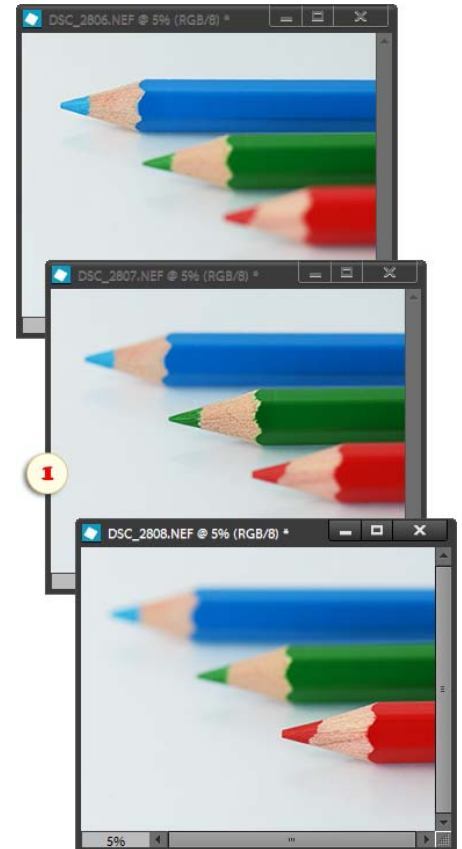 DSC_2806.NEF @ 5% (RGB/8) *
DSC_2807.NEF @ 5% (RGB/8) *
1
DSC_2808.NEF @ 5% (RGB/8) *
5%